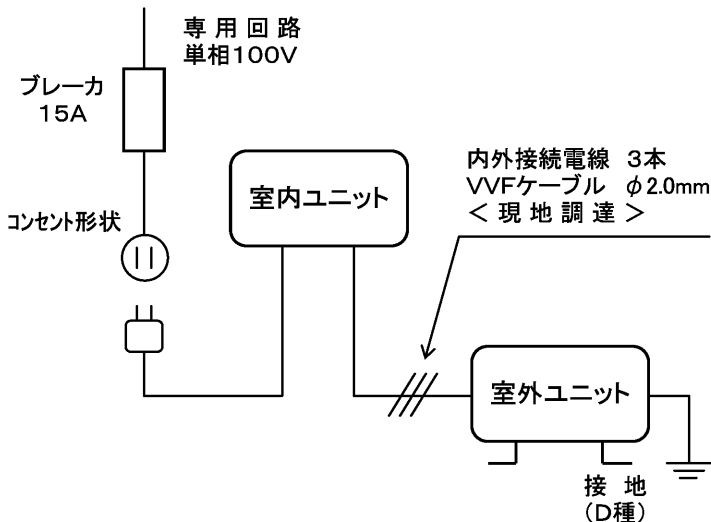 専用回路
単相100V
ブレーカ
15A
コンセント形状
室内ユニット
内外接続電線 3本
VVFケーブル φ2.0mm
＜現地調達＞
室外ユニット
接地
（D種）